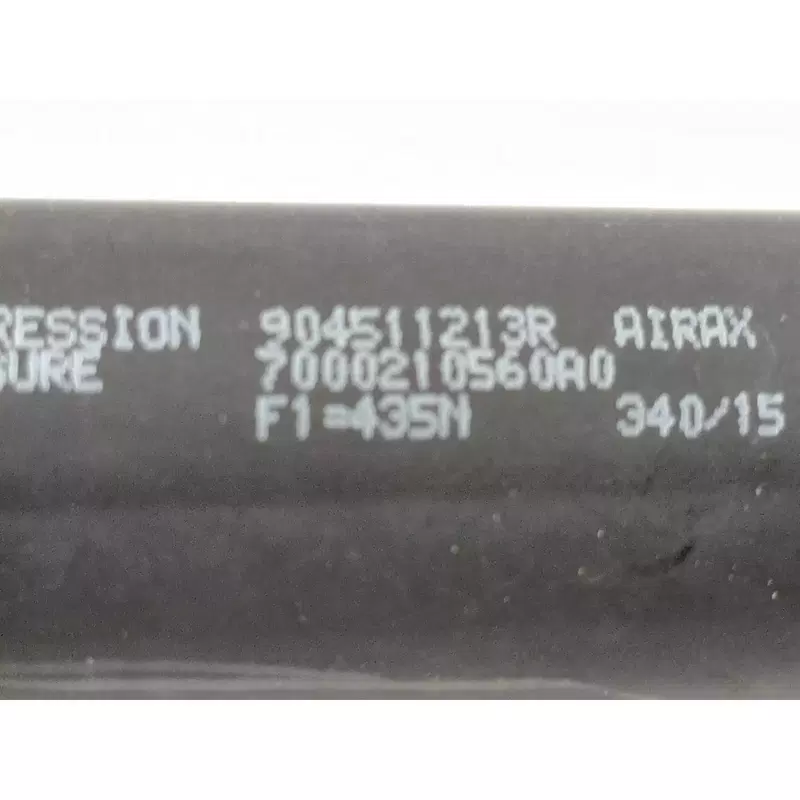 RESSION 904511213R AIRAX
SURE 7000210560A0
F1=435N 340/15